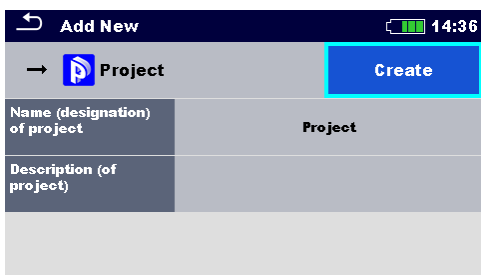 Add New
14:36
→ Project
Create
Name (designation)
of project
Project
Description (of
project)